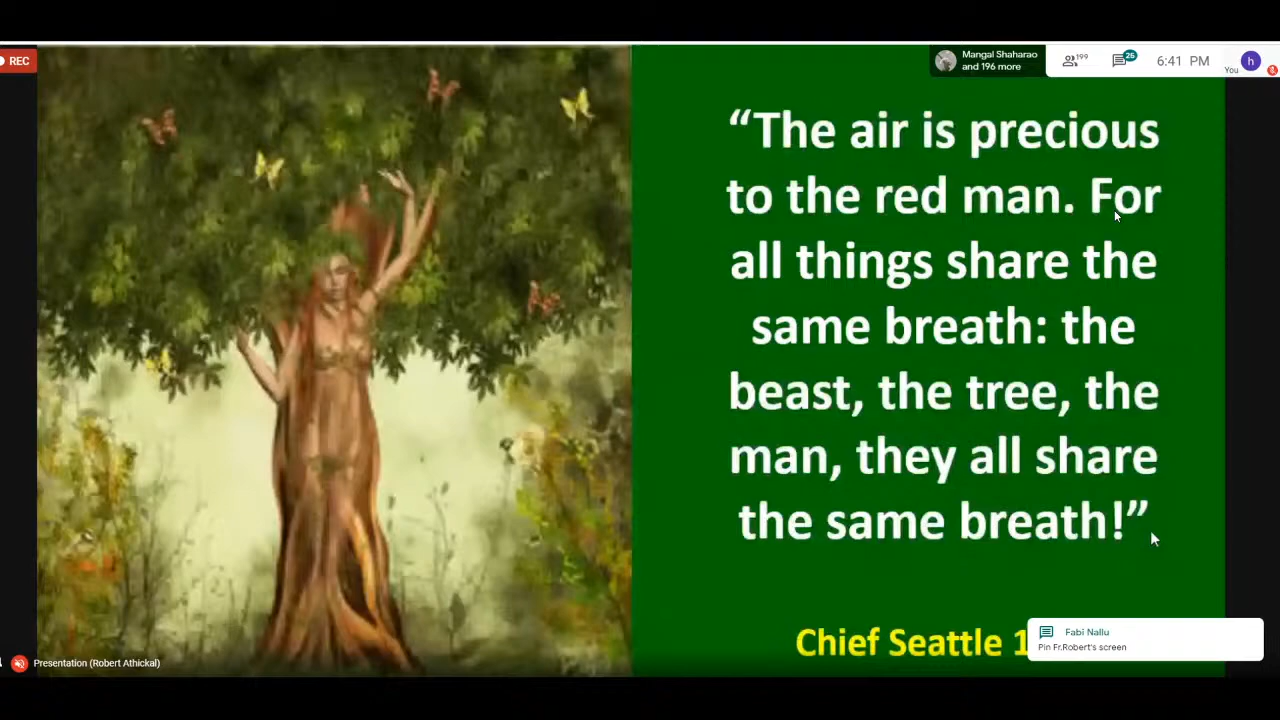 REC
Mangal Shaharao
and 196 more
199
26
6:41 PM
You
h
“The air is precious
to the red man. For
all things share the
same breath: the
beast, the tree, the
man, they all share
the same breath!”
Chief Seattle 1
Fabi Nallu
Pin Fr.Robert's screen
Presentation (Robert Athickal)